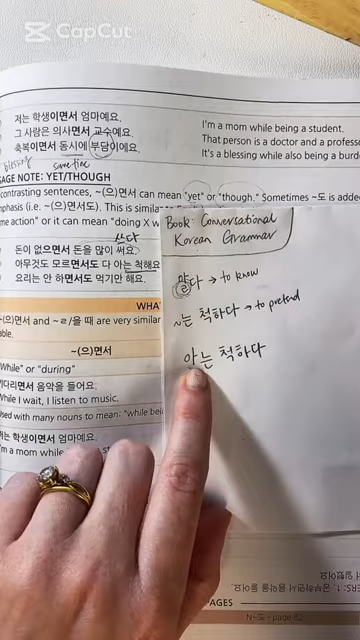 CapCut
저는 학생이면서 엄마예요.
그 사람은 의사면서 교수예요.
축복이면서 동시에 부담이에요.
blessing same time
I'm a mom while being a student.
That person is a doctor and a profess
It's a blessing while also being a burd
SAGE NOTE: YET/THOUGH
contrasting sentences, ~(으)면서 can mean "yet" or "though." Sometimes ~도 is added
mphasis (i.e. ~(으)면서도). This is similar
me action" or it can mean "doing X w
쓰다
돈이 없으면서 돈을 많이 써요.
아무것도 모르면서도 다 아는 척해요
요리는 안 하면서도 먹기만 해요.
WHA
~(으)면서 and ~ㄹ/을 때 are very similar
able.
~(으)면서
"While" or "during"
기다리면서 음악을 들어요.
While I wait, I listen to music.
Used with many nouns to mean: "while bein
저는 학생이면서 엄마예요.
I'm a mom while s
Book: Conversational
Korean Grammar
알다 → to know
~는 척하다 → to pretend
아는 척하다
PAGES